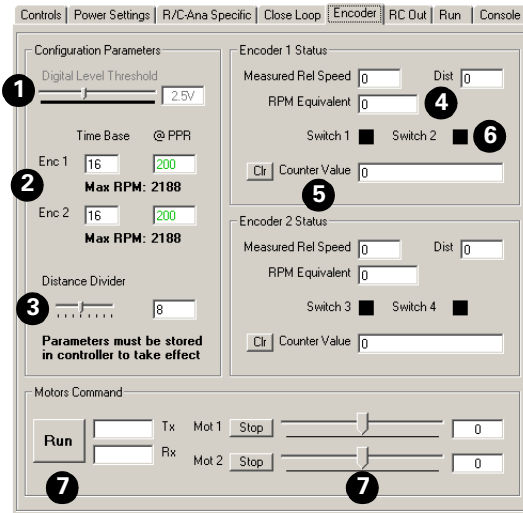 Controls Power Settings R/C-Ana Specific Close Loop Encoder RC Out Run Console
Configuration Parameters
Digital Level Threshold
1
2.5V
Time Base @ PPR
Enc 1 16 200
Max RPM: 2188
2
Enc 2 16 200
Max RPM: 2188
Distance Divider
3
8
Parameters must be stored
in controller to take effect
Encoder 1 Status
Measured Rel Speed 0 Dist 0
RPM Equivalent 0 4
Switch 1 Switch 2 6
Clr Counter Value 0
5
Encoder 2 Status
Measured Rel Speed 0 Dist 0
RPM Equivalent 0
Switch 3 Switch 4
Clr Counter Value 0
Motors Command
Run Tx Mot 1 Stop 0
Rx Mot 2 Stop 0
7 7